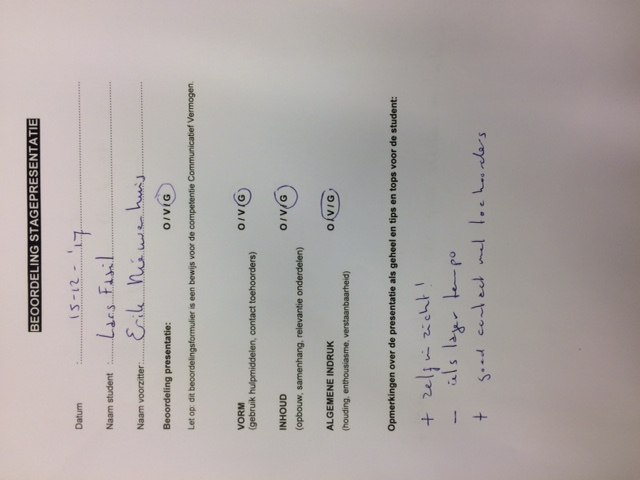 BEOORDELING STAGEPRESENTATIE
Datum : 15-12-'17
Naam student : Lars Fasil
Naam voorzitter: Erik Nieuwenhuis
Beoordeling presentatie: O/V/G
Let op: dit beoordelingsformulier is een bewijs voor de competentie Communicatief Vermogen.
VORM O/V/G
(gebruik hulpmiddelen, contact toehoorders)
INHOUD O/V/G
(opbouw, samenhang, relevantie onderdelen)
ALGEMENE INDRUK O/V/G
(houding, enthousiasme, verstaanbaarheid)
Opmerkingen over de presentatie als geheel en tips en tops voor de student:
+ zelfinzicht!
- iets lager tempo
+ goed contact met toehoorders